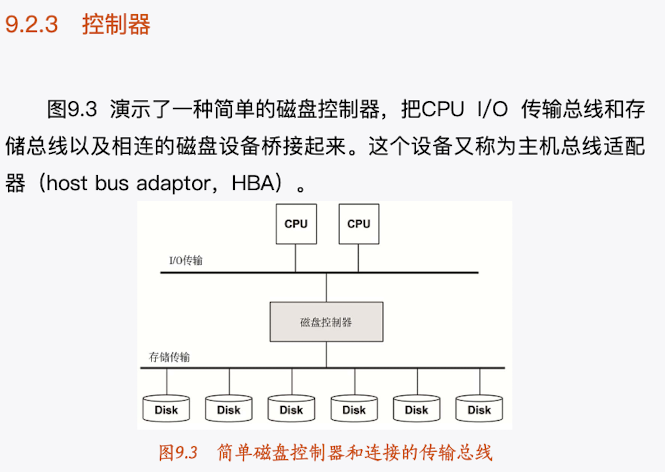 9.2.3 控制器
图9.3 演示了一种简单的磁盘控制器，把CPU I/O 传输总线和存
储总线以及相连的磁盘设备桥接起来。这个设备又称为主机总线适配
器（host bus adaptor，HBA）。
CPU CPU
I/O传输
磁盘控制器
存储传输
Disk Disk Disk Disk Disk Disk
图9.3 简单磁盘控制器和连接的传输总线